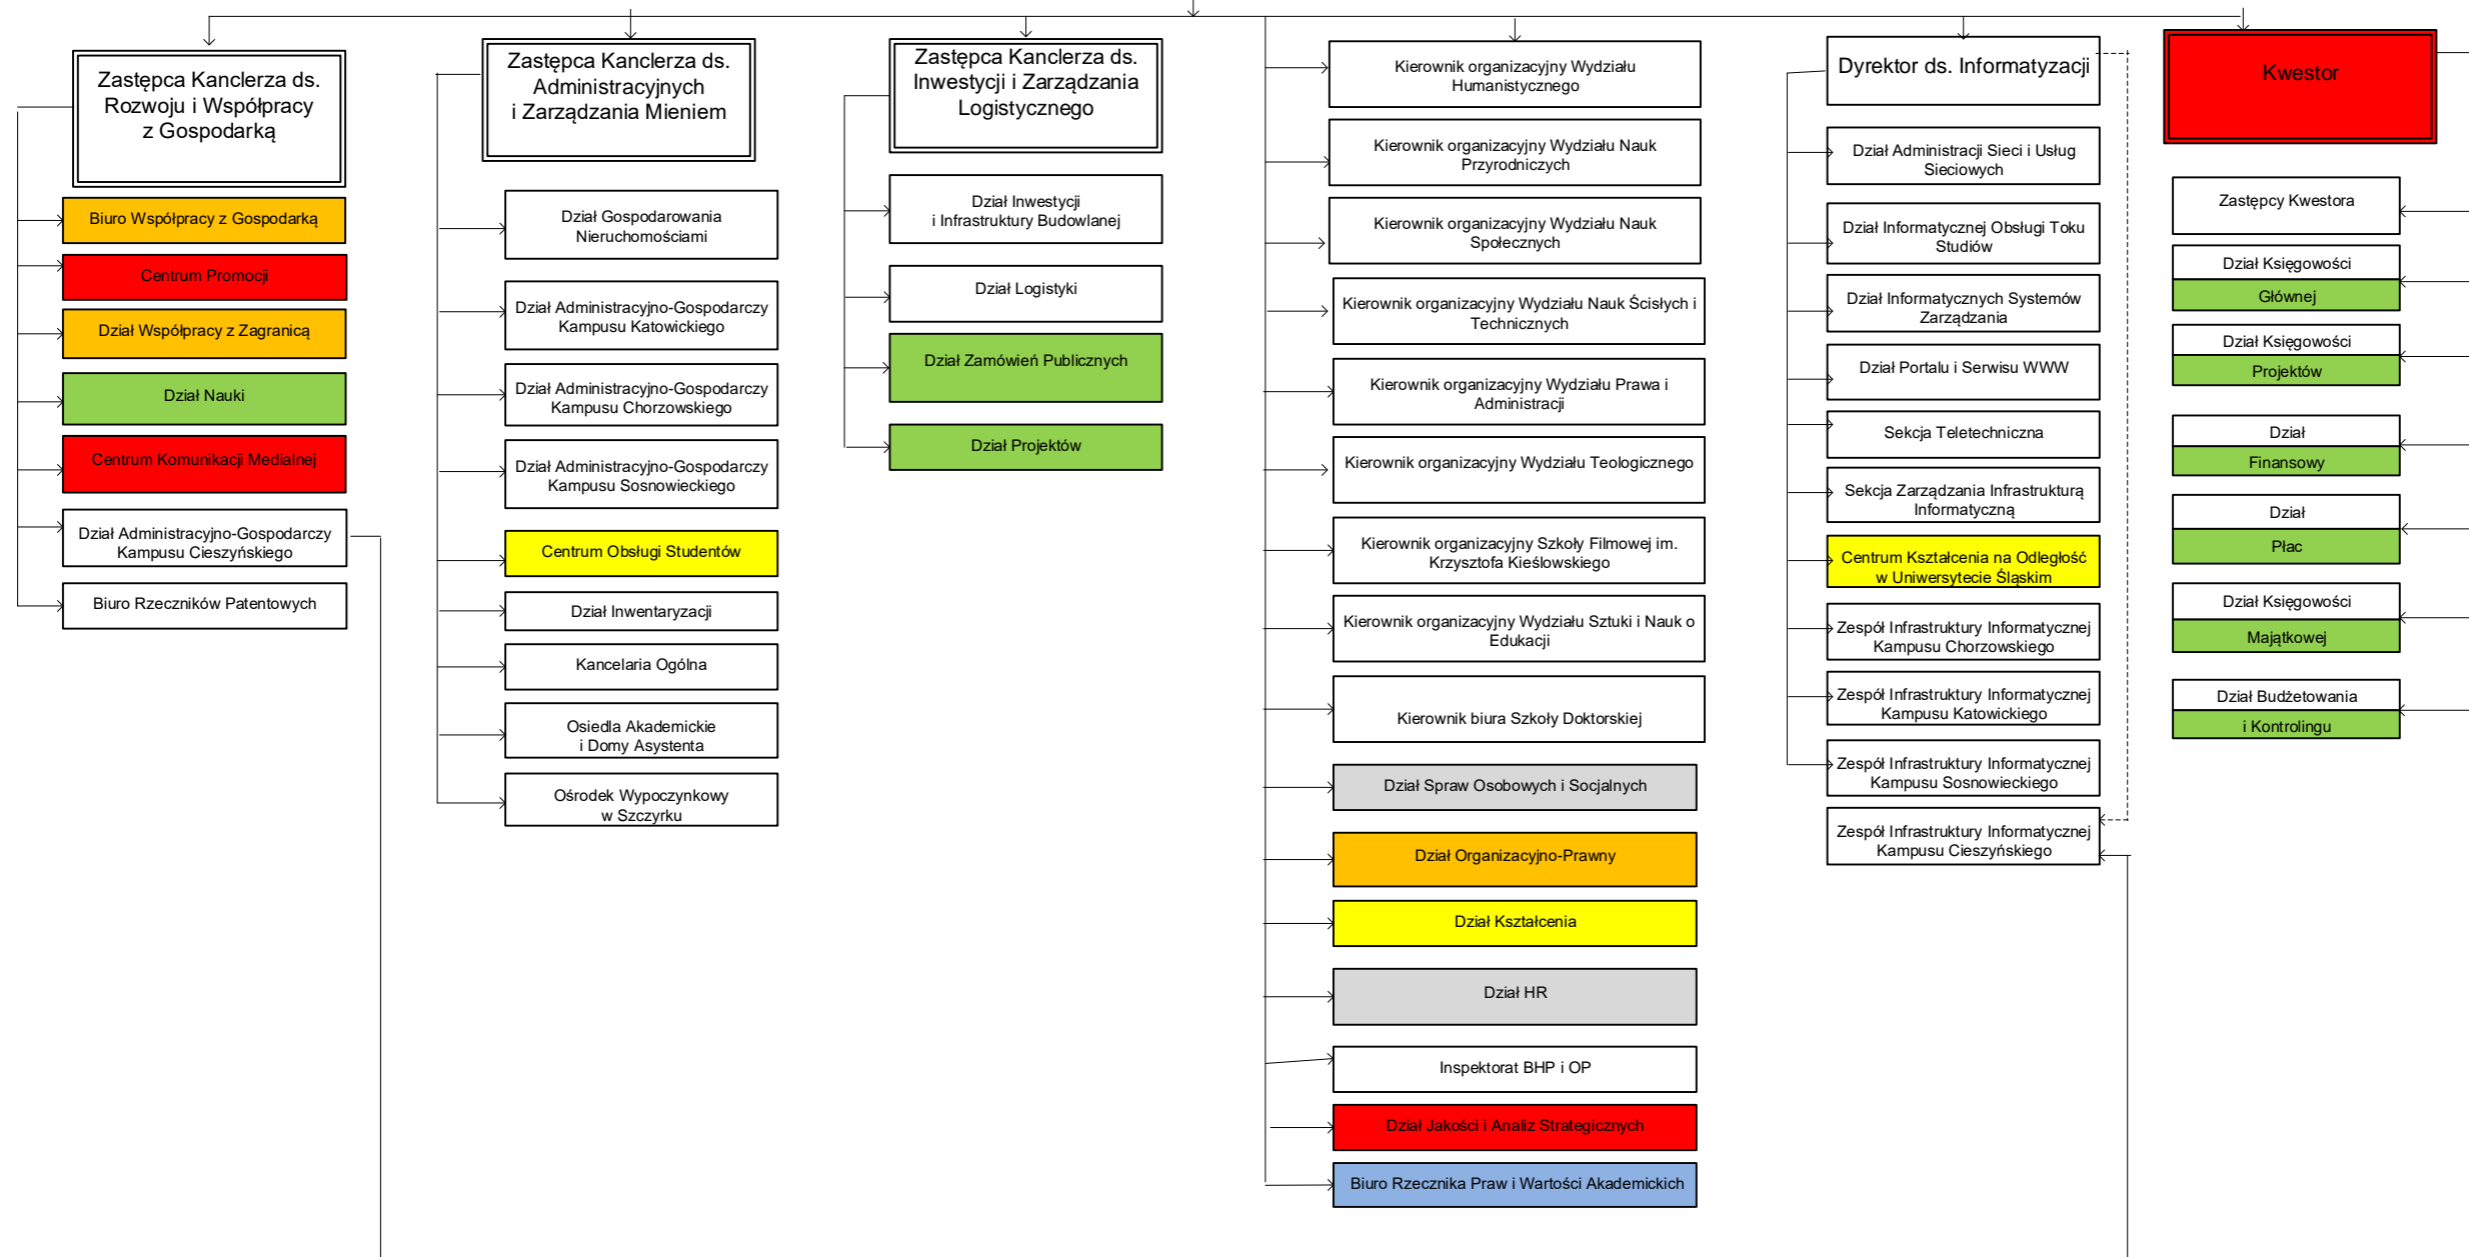 Zastępca Kanclerza ds.
Rozwoju i Współpracy
z Gospodarką
Biuro Współpracy z Gospodarką
Centrum Promocji
Dział Współpracy z Zagranicą
Dział Nauki
Centrum Komunikacji Medialnej
Dział Administracyjno-Gospodarczy
Kampusu Cieszyńskiego
Biuro Rzeczników Patentowych
Zastępca Kanclerza ds.
Administracyjnych
i Zarządzania Mieniem
Dział Gospodarowania
Nieruchomościami
Dział Administracyjno-Gospodarczy
Kampusu Katowickiego
Dział Administracyjno-Gospodarczy
Kampusu Chorzowskiego
Dział Administracyjno-Gospodarczy
Kampusu Sosnowieckiego
Centrum Obsługi Studentów
Dział Inwentaryzacji
Kancelaria Ogólna
Osiedla Akademickie
i Domy Asystenta
Ośrodek Wypoczynkowy
w Szczyrku
Zastępca Kanclerza ds.
Inwestycji i Zarządzania
Logistycznego
Dział Inwestycji
i Infrastruktury Budowlanej
Dział Logistyki
Dział Zamówień Publicznych
Dział Projektów
Kierownik organizacyjny Wydziału
Humanistycznego
Kierownik organizacyjny Wydziału Nauk
Przyrodniczych
Kierownik organizacyjny Wydziału Nauk
Społecznych
Kierownik organizacyjny Wydziału Nauk Ścisłych i
Technicznych
Kierownik organizacyjny Wydziału Prawa i
Administracji
Kierownik organizacyjny Wydziału Teologicznego
Kierownik organizacyjny Szkoły Filmowej im.
Krzysztofa Kieślowskiego
Kierownik organizacyjny Wydziału Sztuki i Nauk o
Edukacji
Kierownik biura Szkoły Doktorskiej
Dział Spraw Osobowych i Socjalnych
Dział Organizacyjno-Prawny
Dział Kształcenia
Dział HR
Inspektorat BHP i OP
Dział Jakości i Analiz Strategicznych
Biuro Rzecznika Praw i Wartości Akademickich
Dyrektor ds. Informatyzacji
Dział Administracji Sieci i Usług
Sieciowych
Dział Informatycznej Obsługi Toku
Studiów
Dział Informatycznych Systemów
Zarządzania
Dział Portalu i Serwisu WWW
Sekcja Teletechniczna
Sekcja Zarządzania Infrastrukturą
Informatyczną
Centrum Kształcenia na Odległość
w Uniwersytecie Śląskim
Zespół Infrastruktury Informatycznej
Kampusu Chorzowskiego
Zespół Infrastruktury Informatycznej
Kampusu Katowickiego
Zespół Infrastruktury Informatycznej
Kampusu Sosnowieckiego
Zespół Infrastruktury Informatycznej
Kampusu Cieszyńskiego
Kwestor
Zastępcy Kwestora
Dział Księgowości
Głównej
Dział Księgowości
Projektów
Dział
Finansowy
Dział
Płac
Dział Księgowości
Majątkowej
Dział Budżetowania
i Kontrolingu